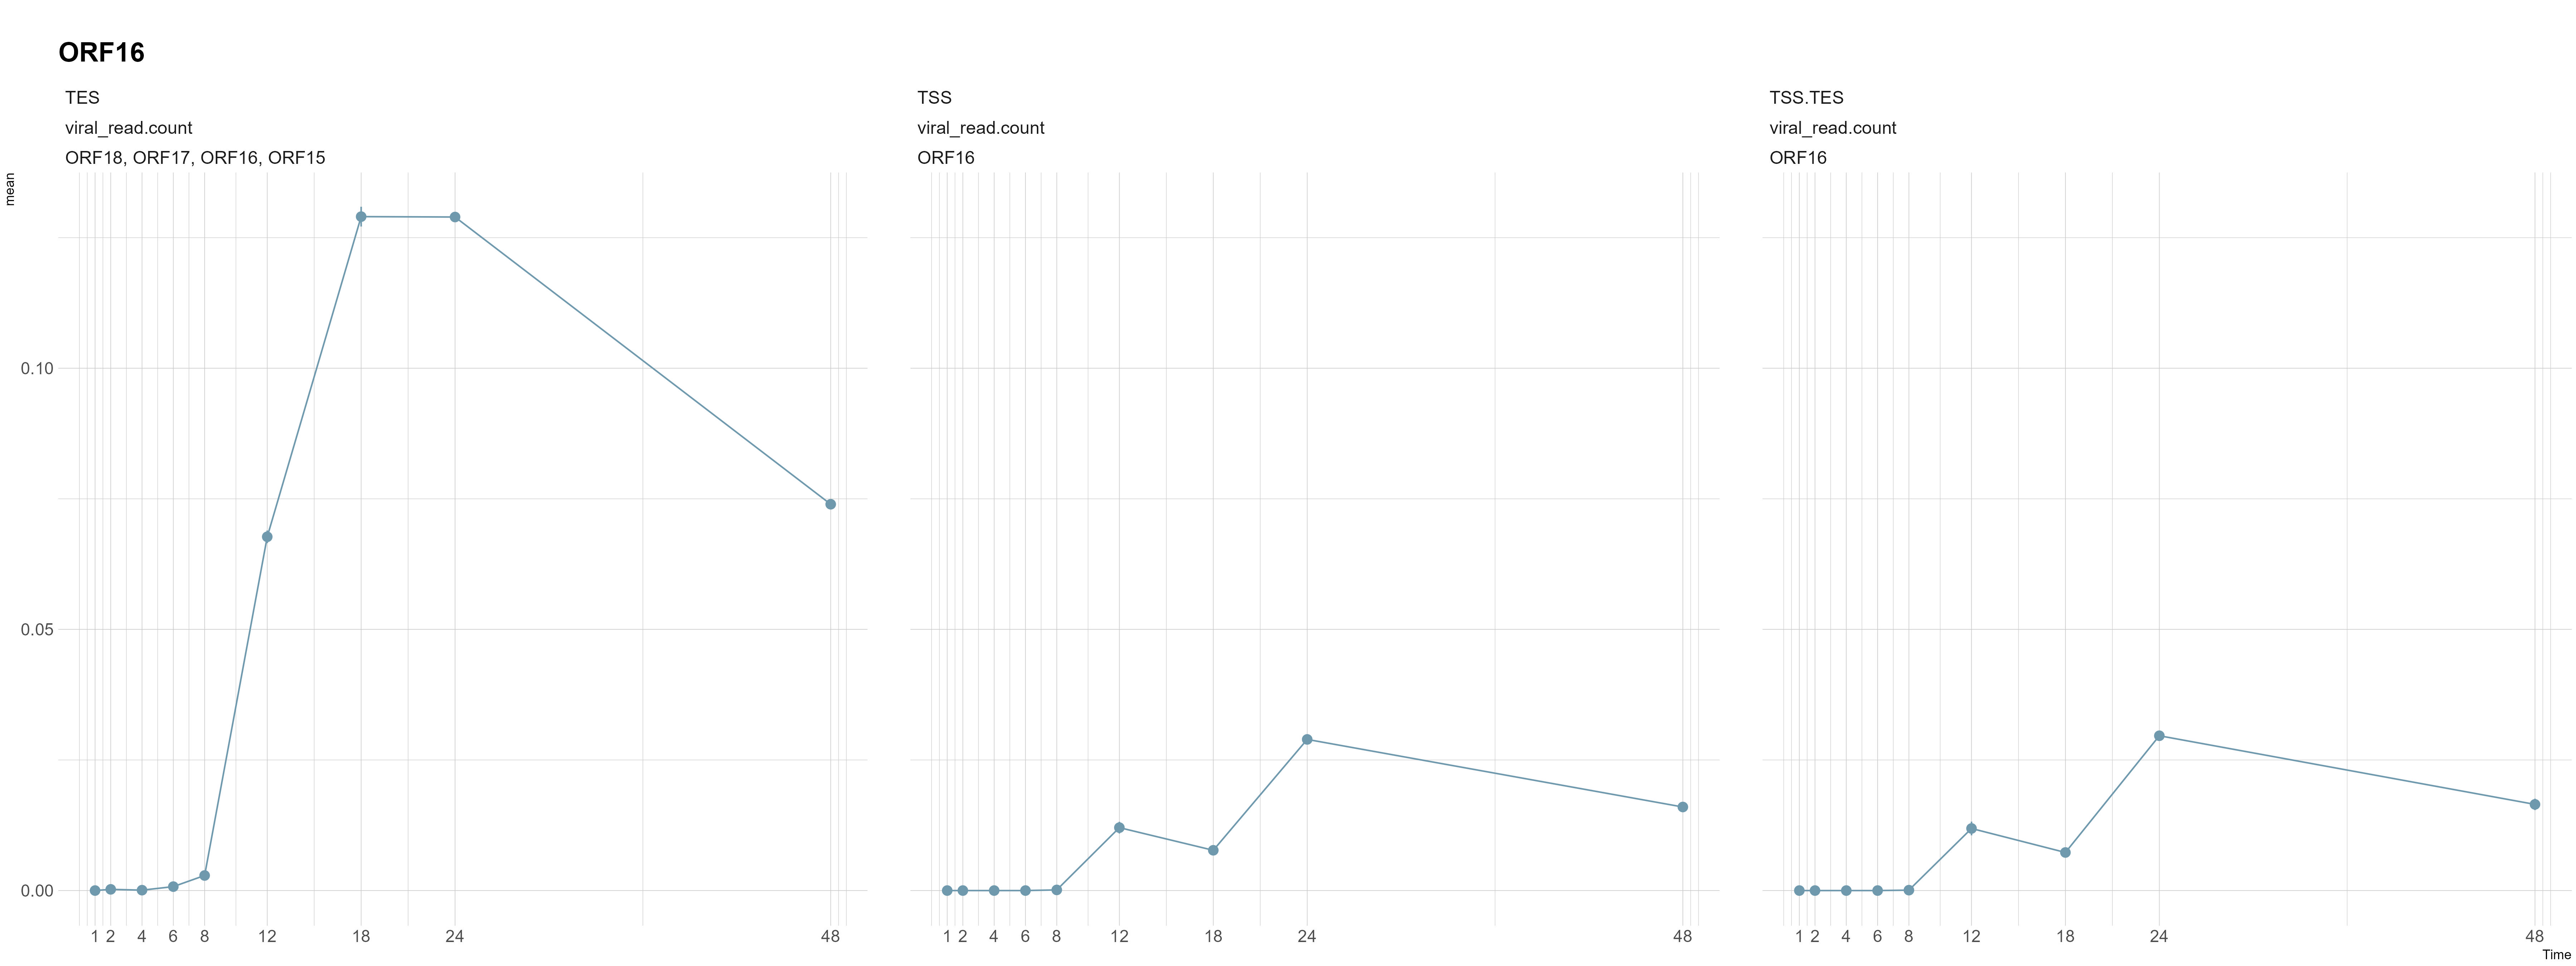 ORF16
TES
viral_read.count
ORF18, ORF17, ORF16, ORF15
TSS
viral_read.count
ORF16
TSS.TES
viral_read.count
ORF16
mean
0.10
0.05
0.00
1 2 4 6 8 12 18 24 48
1 2 4 6 8 12 18 24 48
1 2 4 6 8 12 18 24 48
Time